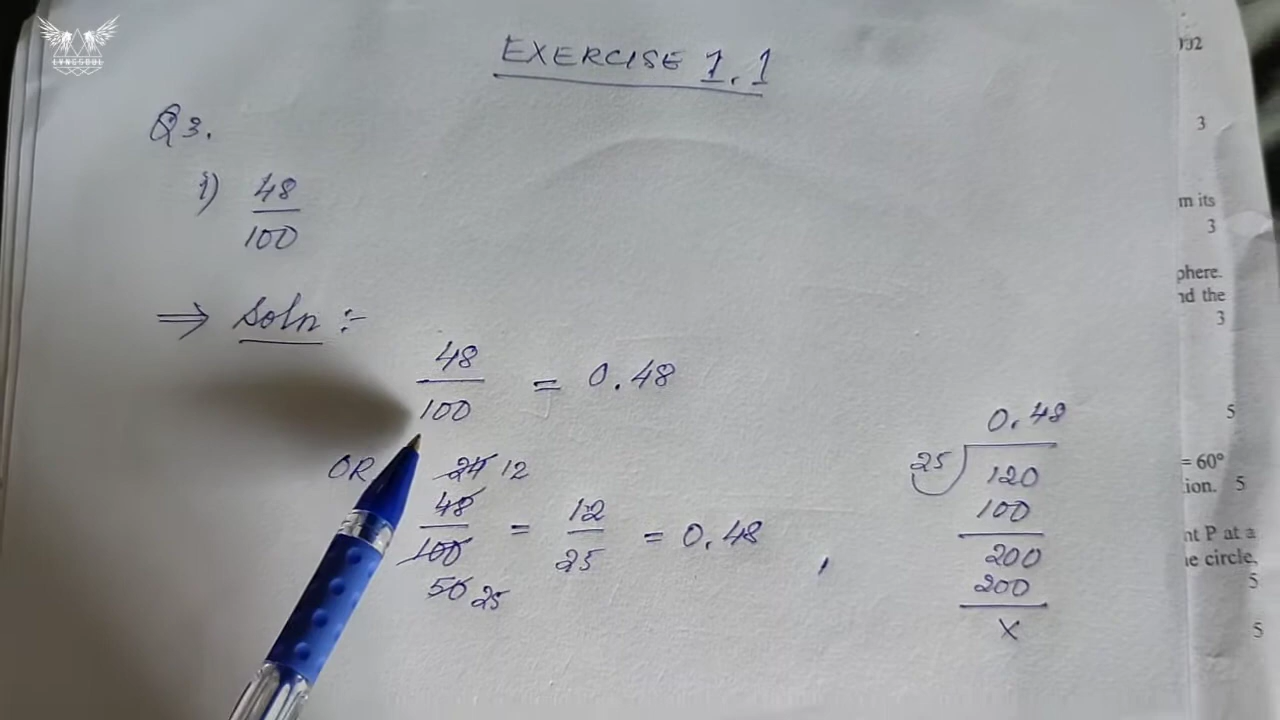 LYNGSOUL
EXERCISE 1.1
Q3.
i) 48/100
⇒ Soln :-
48/100 = 0.48
OR
24 12
48/100 = 12/25 = 0.48 ,
50 25
0.48
25 ) 120
100
200
200
x
3
m its
3
phere.
nd the
3
5
= 60°
ion. 5
nt P at a
e circle,
5
5